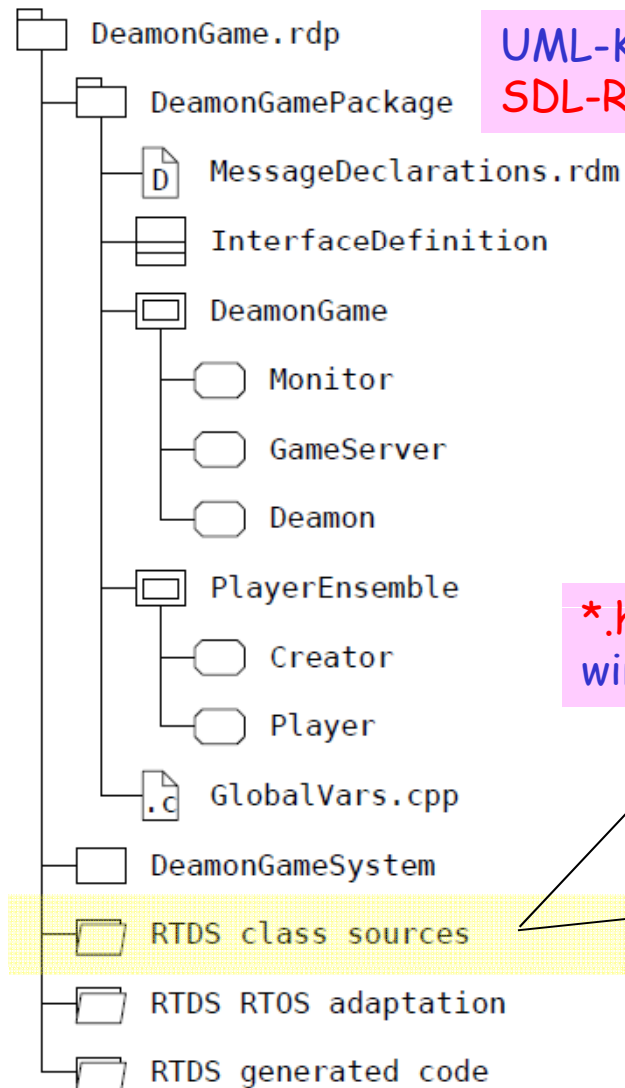 DeamonGame.rdp
UML-K
SDL-R
DeamonGamePackage
D
MessageDeclarations.rdm
InterfaceDefinition
DeamonGame
Monitor
GameServer
Deamon
PlayerEnsemble
*.h
Creator
Player
.c
GlobalVars.cpp
DeamonGameSystem
RTDS class sources
RTDS RTOS adaptation
RTDS generated code